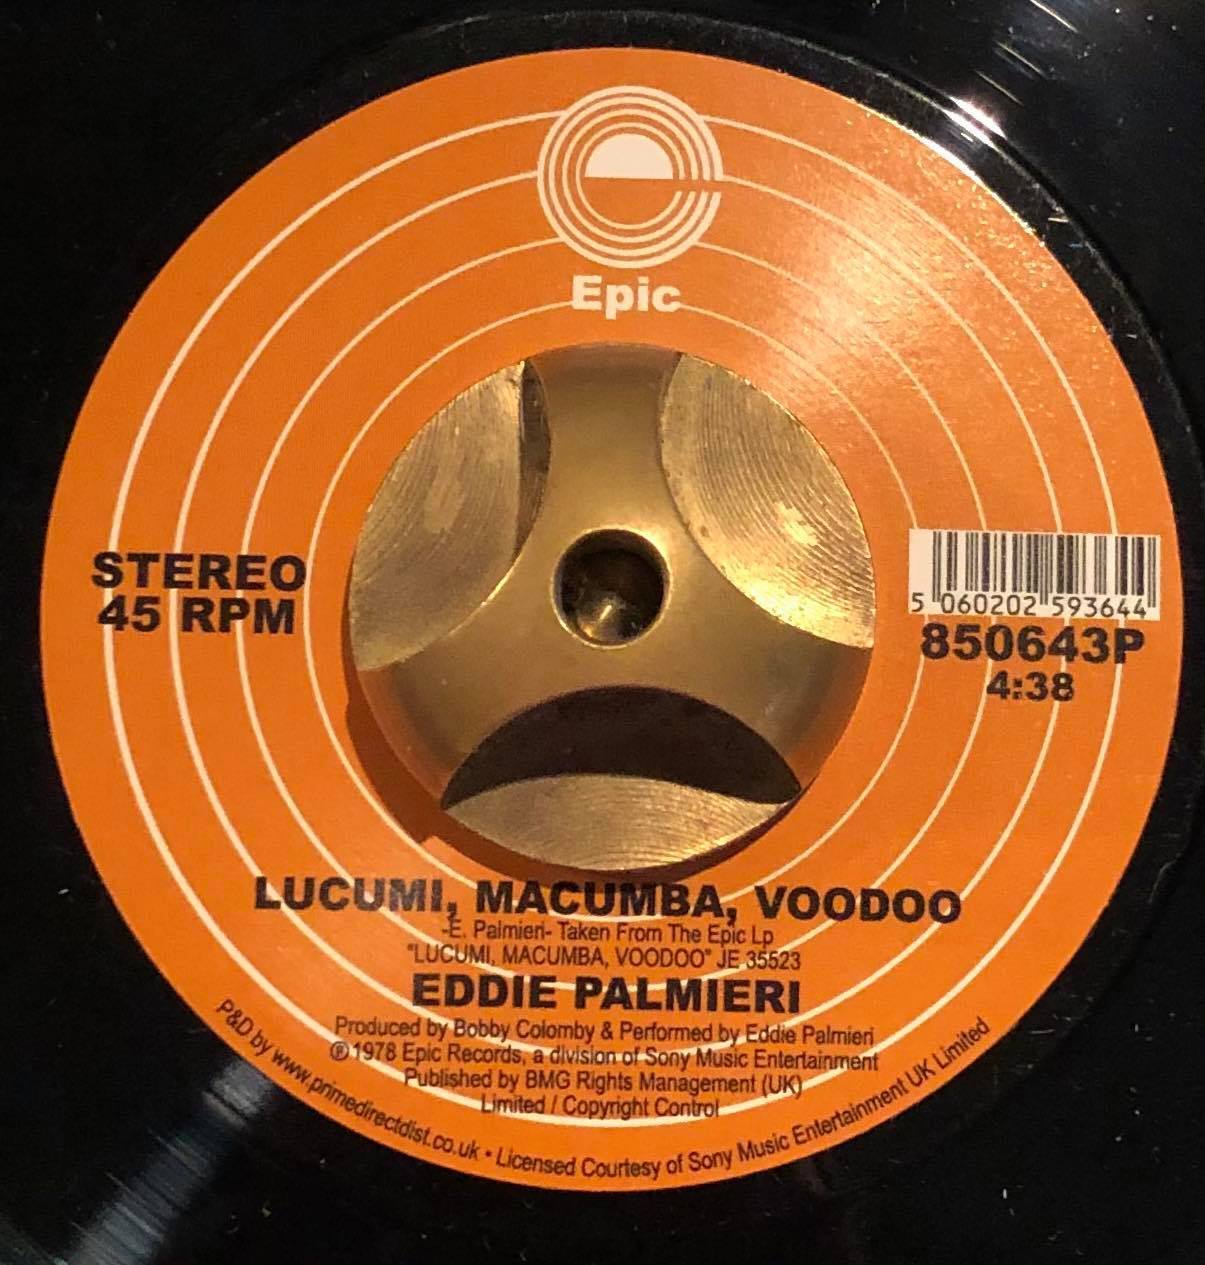 Epic
STEREO
45 RPM
5 060202 593644
850643P
4:38
LUCUMI, MACUMBA, VOODOO
-E. Palmieri- Taken From The Epic Lp
"LUCUMI, MACUMBA, VOODOO" JE 35523
EDDIE PALMIERI
Produced by Bobby Colomby & Performed by Eddie Palmieri
℗1978 Epic Records, a division of Sony Music Entertainment
Published by BMG Rights Management (UK)
Limited / Copyright Control
P&D by www.primedirectdist.co.uk • Licensed Courtesy of Sony Music Entertainment UK Limited